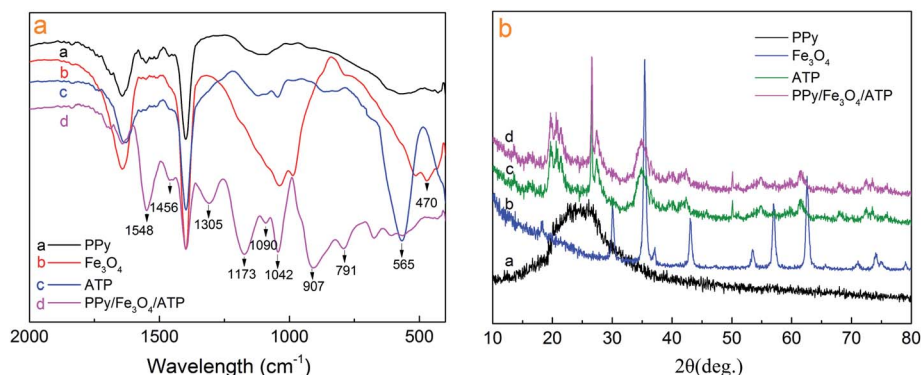 a
a
b
c
d
1548
1456
1305
1173
1090
1042
907
791
565
470
a PPy
b Fe₃O₄
c ATP
d PPy/Fe₃O₄/ATP
2000 1500 1000 500
Wavelength (cm⁻¹)
b
PPy
Fe₃O₄
ATP
PPy/Fe₃O₄/ATP
d
c
b
a
10 20 30 40 50 60 70 80
2θ(deg.)